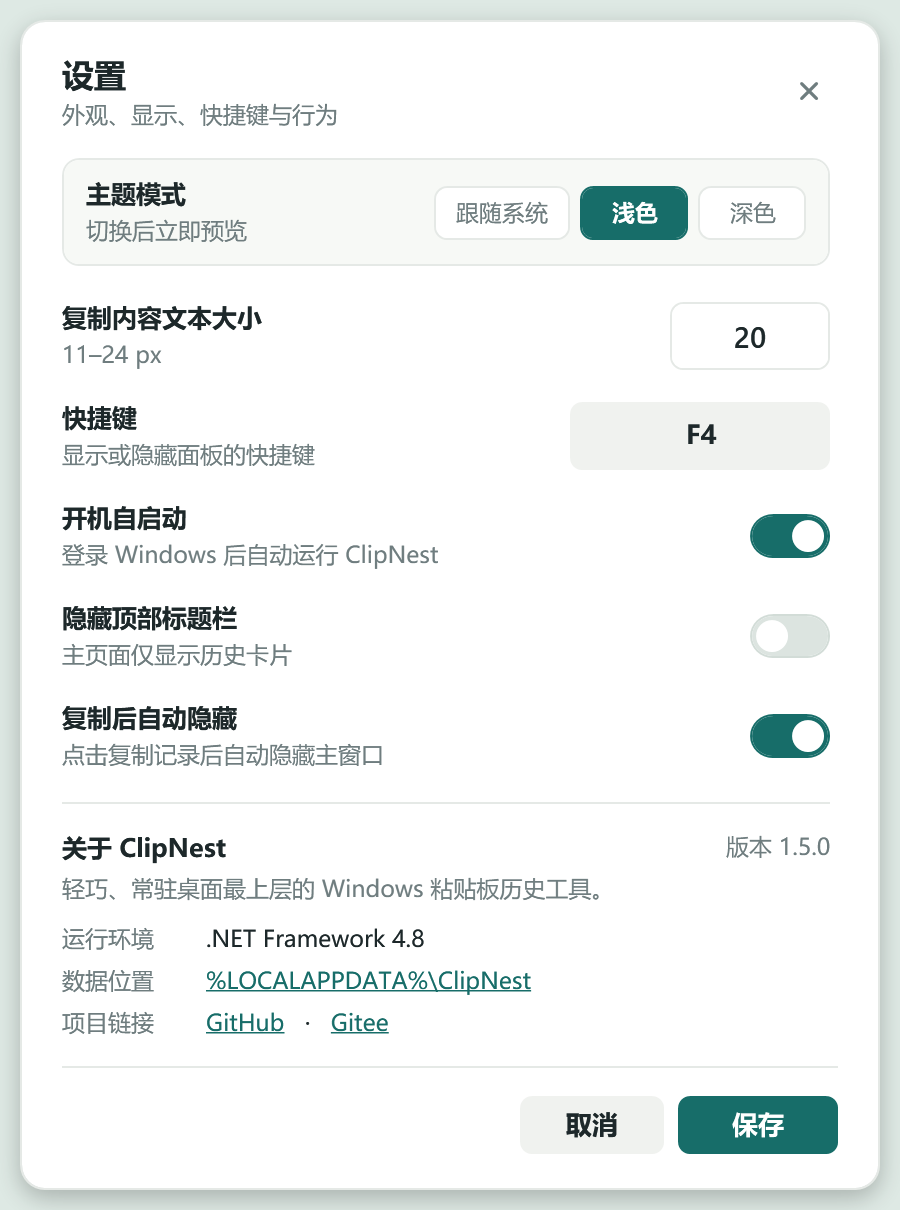 设置
外观、显示、快捷键与行为
主题模式
切换后立即预览
跟随系统 浅色 深色
复制内容文本大小
11–24 px
20
快捷键
显示或隐藏面板的快捷键
F4
开机自启动
登录 Windows 后自动运行 ClipNest
隐藏顶部标题栏
主页面仅显示历史卡片
复制后自动隐藏
点击复制记录后自动隐藏主窗口
关于 ClipNest 版本 1.5.0
轻巧、常驻桌面最上层的 Windows 粘贴板历史工具。
运行环境 .NET Framework 4.8
数据位置 %LOCALAPPDATA%\ClipNest
项目链接 GitHub · Gitee
取消 保存